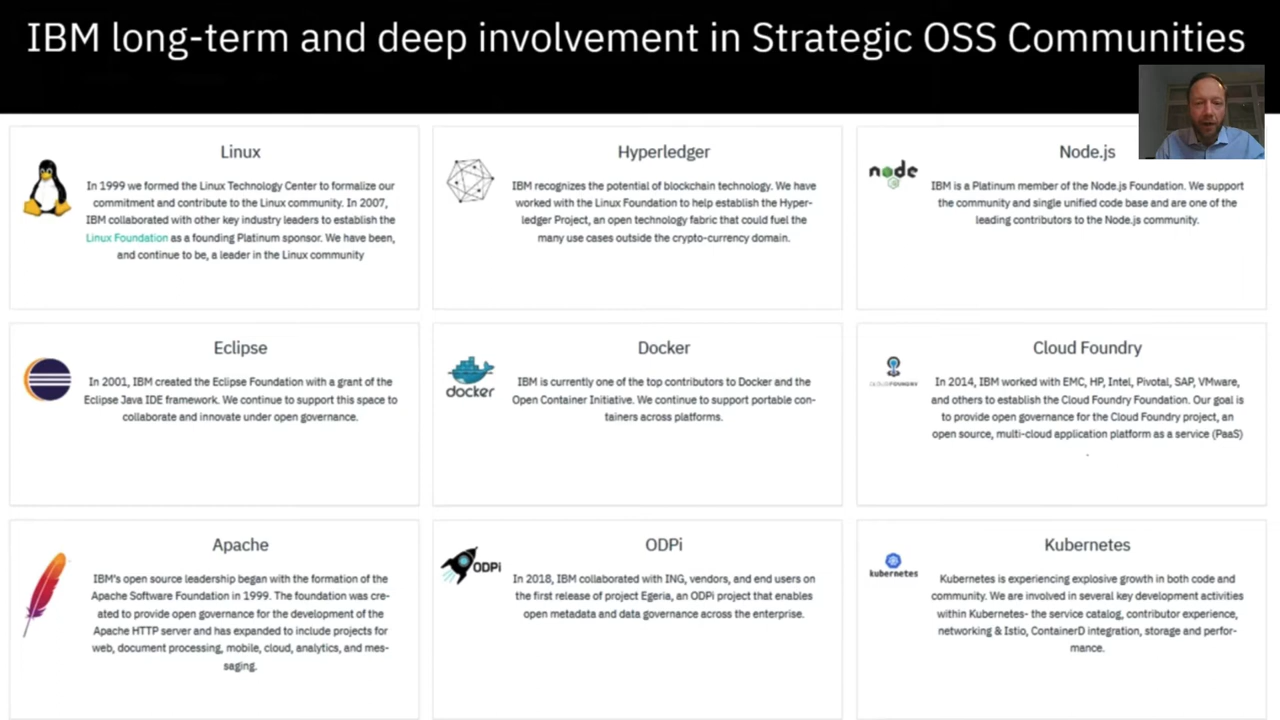 IBM long-term and deep involvement in Strategic OSS Communities
Linux
In 1999 we formed the Linux Technology Center to formalize our
commitment and contribute to the Linux community. In 2007,
IBM collaborated with other key industry leaders to establish the
Linux Foundation as a founding Platinum sponsor. We have been,
and continue to be, a leader in the Linux community
Hyperledger
IBM recognizes the potential of blockchain technology. We have
worked with the Linux Foundation to help establish the Hyper-
ledger Project, an open technology fabric that could fuel the
many use cases outside the crypto-currency domain.
node
Node.js
IBM is a Platinum member of the Node.js Foundation. We support
the community and single unified code base and are one of the
leading contributors to the Node.js community.
Eclipse
In 2001, IBM created the Eclipse Foundation with a grant of the
Eclipse Java IDE framework. We continue to support this space to
collaborate and innovate under open governance.
docker
Docker
IBM is currently one of the top contributors to Docker and the
Open Container Initiative. We continue to support portable con-
tainers across platforms.
CLOUD FOUNDRY
Cloud Foundry
In 2014, IBM worked with EMC, HP, Intel, Pivotal, SAP, VMware,
and others to establish the Cloud Foundry Foundation. Our goal is
to provide open governance for the Cloud Foundry project, an
open source, multi-cloud application platform as a service (PaaS)
.
Apache
IBM's open source leadership began with the formation of the
Apache Software Foundation in 1999. The foundation was cre-
ated to provide open governance for the development of the
Apache HTTP server and has expanded to include projects for
web, document processing, mobile, cloud, analytics, and mes-
saging.
ODPi
ODPi
In 2018, IBM collaborated with ING, vendors, and end users on
the first release of project Egeria, an ODPi project that enables
open metadata and data governance across the enterprise.
kubernetes
Kubernetes
Kubernetes is experiencing explosive growth in both code and
community. We are involved in several key development activities
within Kubernetes- the service catalog, contributor experience,
networking & Istio, ContainerD integration, storage and perfor-
mance.